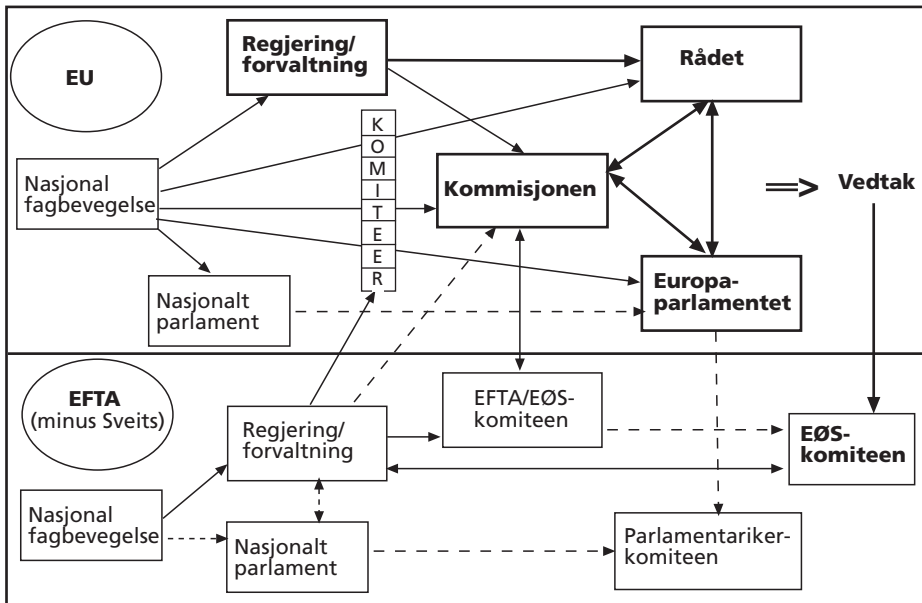 EU
Regjering/
forvaltning
Rådet
K
O
M
I
T
E
E
R
Nasjonal
fagbevegelse
Kommisjonen
Vedtak
Nasjonalt
parlament
Europa-
parlamentet
EFTA
(minus Sveits)
Regjering/
forvaltning
EFTA/EØS-
komiteen
EØS-
komiteen
Nasjonal
fagbevegelse
Nasjonalt
parlament
Parlamentariker-
komiteen